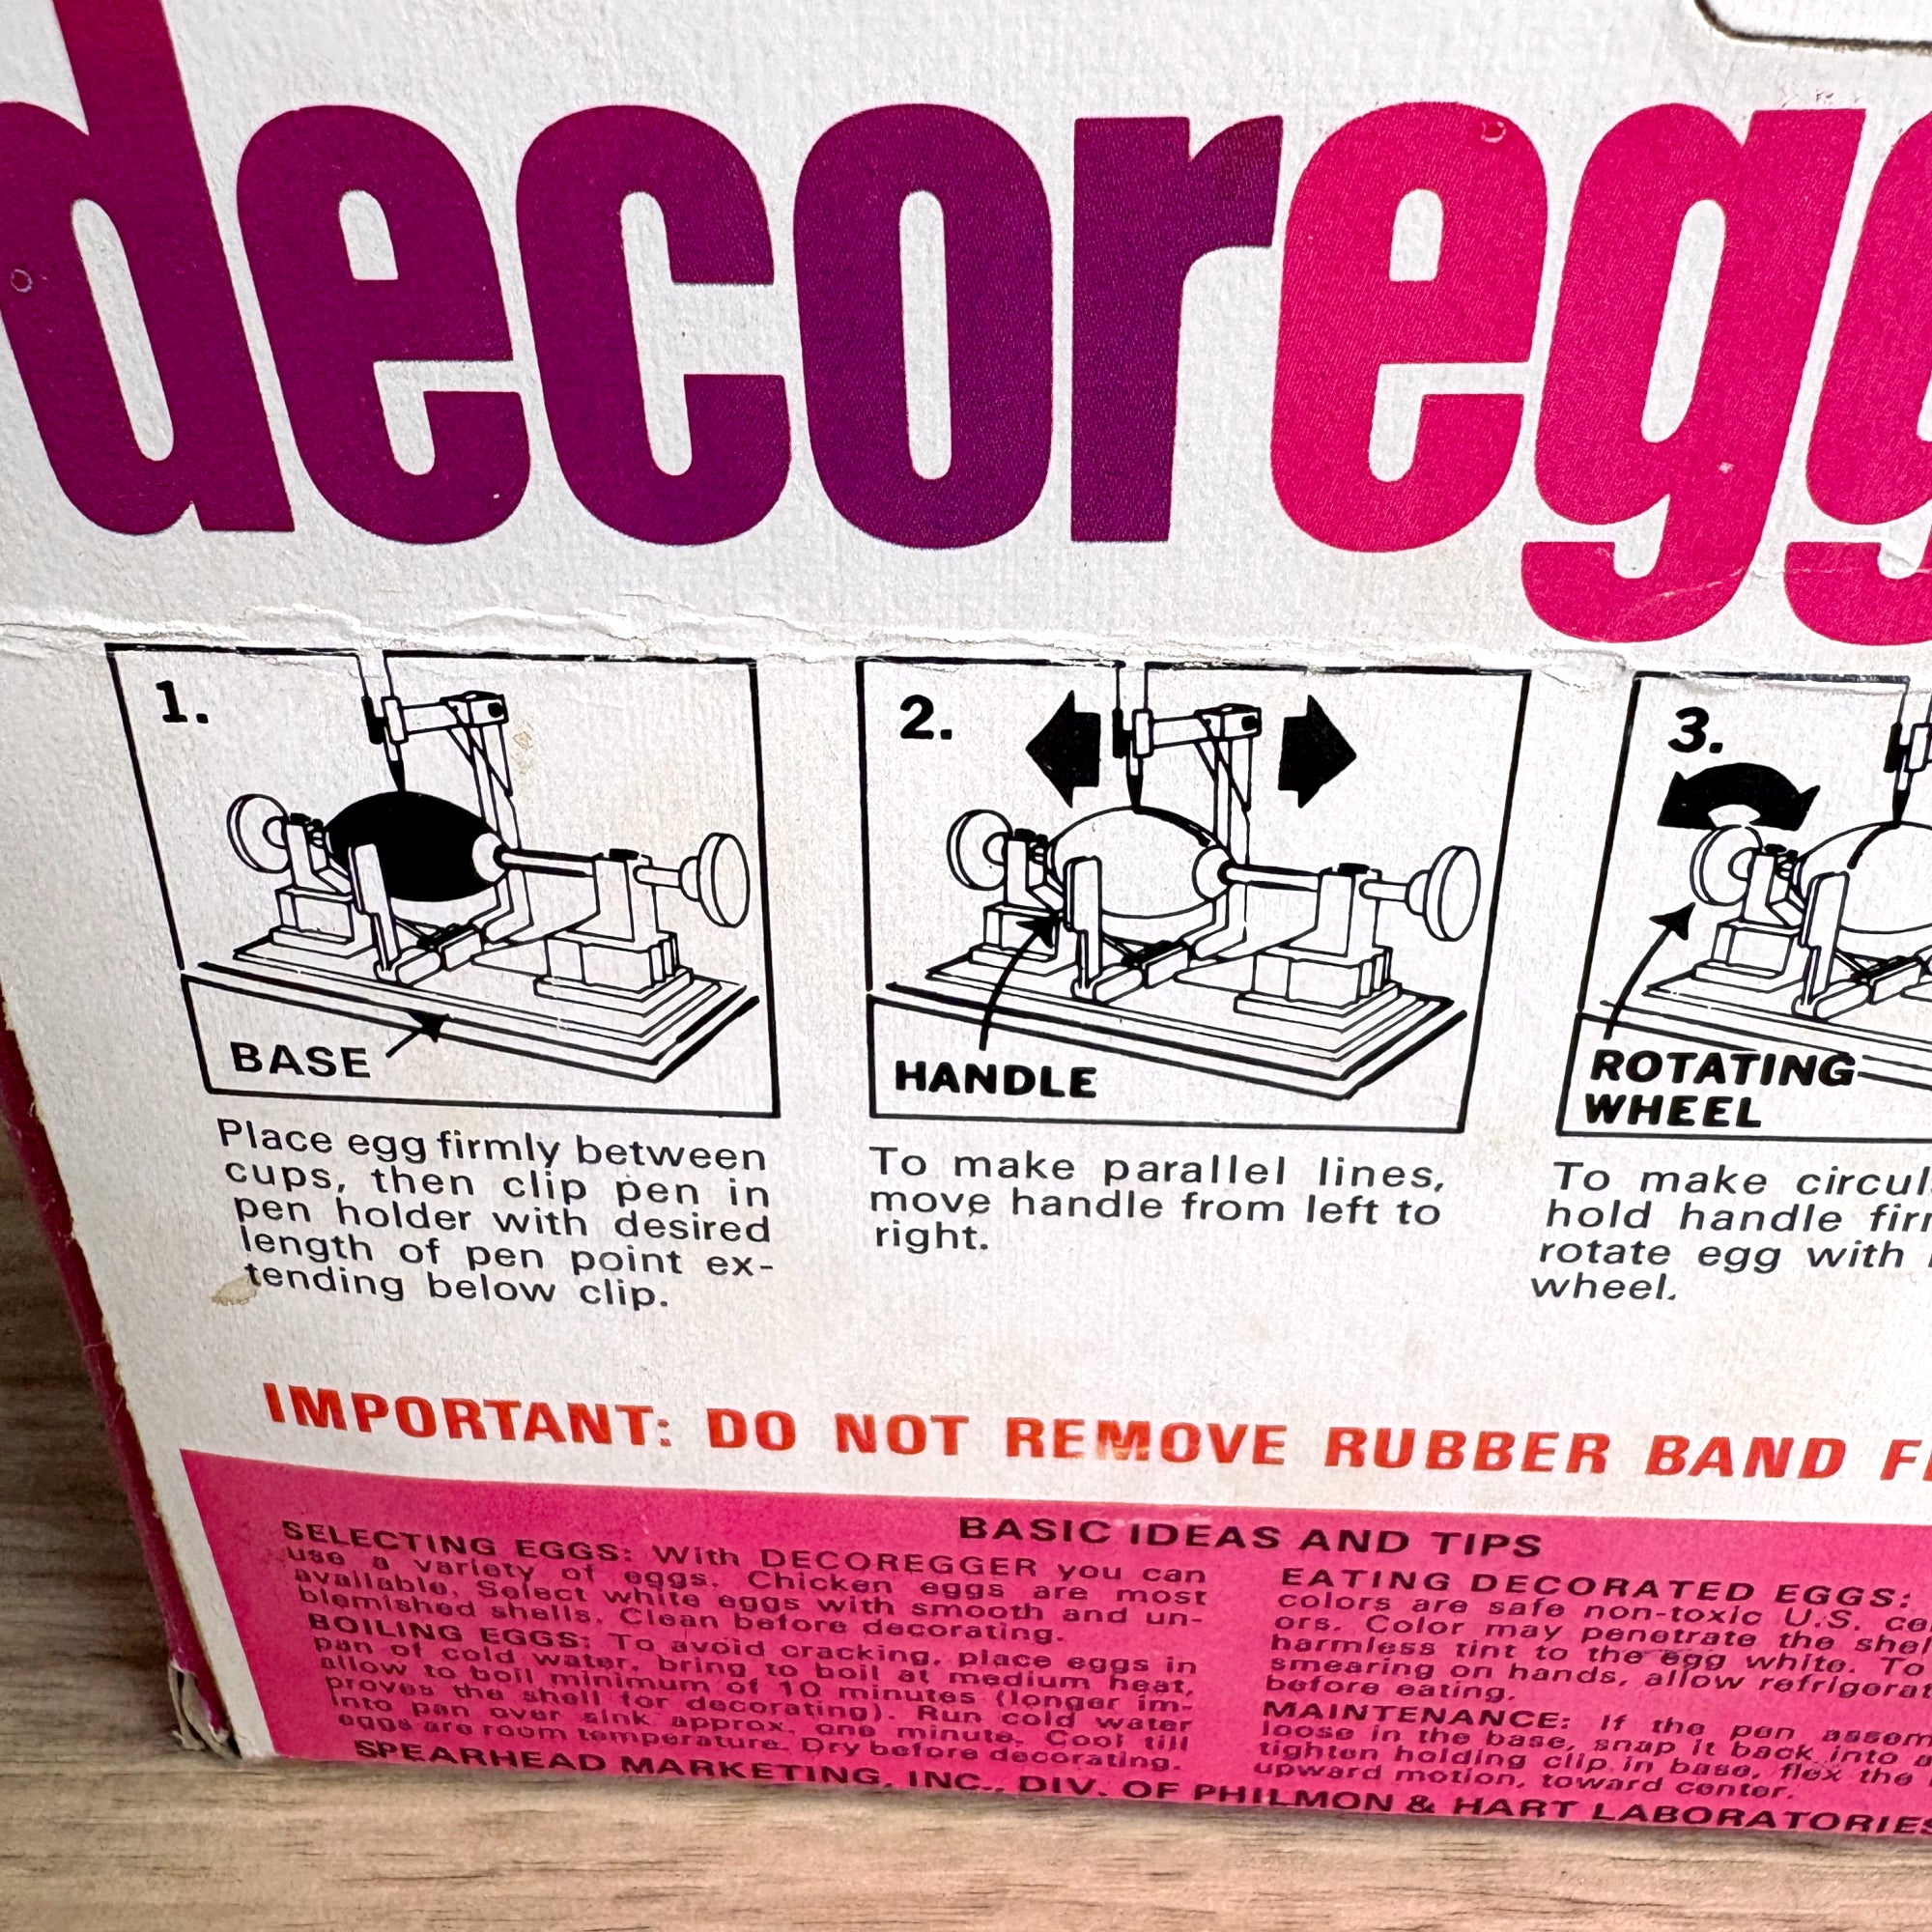 decoregg
1.
BASE
Place egg firmly between
cups, then clip pen in
pen holder with desired
length of pen point ex-
tending below clip.
2.
HANDLE
To make parallel lines,
move handle from left to
right.
3.
ROTATING
WHEEL
To make
hold handle
rotate egg with
wheel.
IMPORTANT: DO NOT REMOVE RUBBER BAND
BASIC IDEAS AND TIPS
SELECTING EGGS: With DECOREGGER you can
use a variety of eggs. Chicken eggs are most
available. Select white eggs with smooth and un-
blemished shells. Clean before decorating.
BOILING EGGS: To avoid cracking, place eggs in
pan of cold water, bring to boil at medium heat,
allow to boil minimum of 10 minutes (longer im-
proves the shell for decorating). Run cold water
into pan over sink approx. one minute. Cool till
eggs are room temperature. Dry before decorating.
EATING DECORATED EGGS:
colors are safe non-toxic U.S.
ors. Color may penetrate the
harmless tint to the egg white. To
smearing on hands, allow
before eating.
MAINTENANCE: If the pen
loose in the base, snap it back into
tighten holding clip in base, flex the
upward motion, toward center.
SPEARHEAD MARKETING, INC., DIV. OF PHILMON & HART LABORATORIES